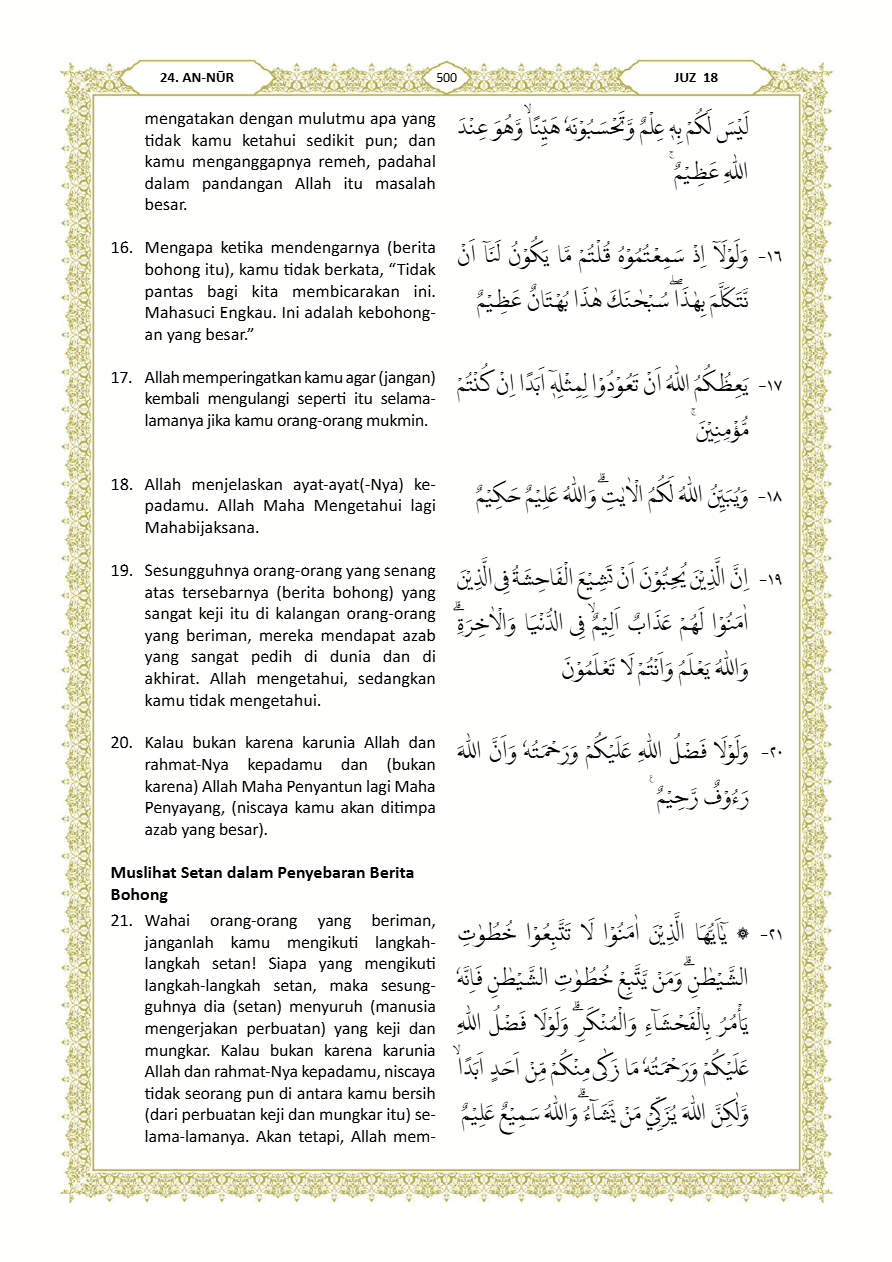 24. AN-NŪR
500
JUZ 18
mengatakan dengan mulutmu apa yang
tidak kamu ketahui sedikit pun; dan
kamu menganggapnya remeh, padahal
dalam pandangan Allah itu masalah
besar.
لَيْسَ لَكُمْ بِهٖ عِلْمٌ وَّتَحْسَبُوْنَهٗ هَيِّنًاۙ وَّهُوَ عِنْدَ
اللّٰهِ عَظِيْمٌ ۚ
16. Mengapa ketika mendengarnya (berita
bohong itu), kamu tidak berkata, “Tidak
pantas bagi kita membicarakan ini.
Mahasuci Engkau. Ini adalah kebohong-
an yang besar.”
١٦- وَلَوْلَآ اِذْ سَمِعْتُمُوْهُ قُلْتُمْ مَّا يَكُوْنُ لَنَآ اَنْ
نَّتَكَلَّمَ بِهٰذَاۖ سُبْحٰنَكَ هٰذَا بُهْتَانٌ عَظِيْمٌ
17. Allah memperingatkan kamu agar (jangan)
kembali mengulangi seperti itu selama-
lamanya jika kamu orang-orang mukmin.
١٧- يَعِظُكُمُ اللّٰهُ اَنْ تَعُوْدُوْا لِمِثْلِهٖٓ اَبَدًا اِنْ كُنْتُمْ
مُّؤْمِنِيْنَ ۚ
18. Allah menjelaskan ayat-ayat(-Nya) ke-
padamu. Allah Maha Mengetahui lagi
Mahabijaksana.
١٨- وَيُبَيِّنُ اللّٰهُ لَكُمُ الْاٰيٰتِۗ وَاللّٰهُ عَلِيْمٌ حَكِيْمٌ
19. Sesungguhnya orang-orang yang senang
atas tersebarnya (berita bohong) yang
sangat keji itu di kalangan orang-orang
yang beriman, mereka mendapat azab
yang sangat pedih di dunia dan di
akhirat. Allah mengetahui, sedangkan
kamu tidak mengetahui.
١٩- اِنَّ الَّذِيْنَ يُحِبُّوْنَ اَنْ تَشِيْعَ الْفَاحِشَةُ فِى الَّذِيْنَ
اٰمَنُوْا لَهُمْ عَذَابٌ اَلِيْمٌۙ فِى الدُّنْيَا وَالْاٰخِرَةِۗ
وَاللّٰهُ يَعْلَمُ وَاَنْتُمْ لَا تَعْلَمُوْنَ
20. Kalau bukan karena karunia Allah dan
rahmat-Nya kepadamu dan (bukan
karena) Allah Maha Penyantun lagi Maha
Penyayang, (niscaya kamu akan ditimpa
azab yang besar).
٢٠- وَلَوْلَا فَضْلُ اللّٰهِ عَلَيْكُمْ وَرَحْمَتُهٗ وَاَنَّ اللّٰهَ
رَءُوْفٌ رَّحِيْمٌ ࣖ
Muslihat Setan dalam Penyebaran Berita
Bohong
21. Wahai orang-orang yang beriman,
janganlah kamu mengikuti langkah-
langkah setan! Siapa yang mengikuti
langkah-langkah setan, maka sesung-
guhnya dia (setan) menyuruh (manusia
mengerjakan perbuatan) yang keji dan
mungkar. Kalau bukan karena karunia
Allah dan rahmat-Nya kepadamu, niscaya
tidak seorang pun di antara kamu bersih
(dari perbuatan keji dan mungkar itu) se-
lama-lamanya. Akan tetapi, Allah mem-
٢١- ۞ يٰٓاَيُّهَا الَّذِيْنَ اٰمَنُوْا لَا تَتَّبِعُوْا خُطُوٰتِ
الشَّيْطٰنِۗ وَمَنْ يَّتَّبِعْ خُطُوٰتِ الشَّيْطٰنِ فَاِنَّهٗ
يَأْمُرُ بِالْفَحْشَاۤءِ وَالْمُنْكَرِۗ وَلَوْلَا فَضْلُ اللّٰهِ
عَلَيْكُمْ وَرَحْمَتُهٗ مَا زَكٰى مِنْكُمْ مِّنْ اَحَدٍ اَبَدًاۙ
وَّلٰكِنَّ اللّٰهَ يُزَكِّيْ مَنْ يَّشَاۤءُۗ وَاللّٰهُ سَمِيْعٌ عَلِيْمٌ